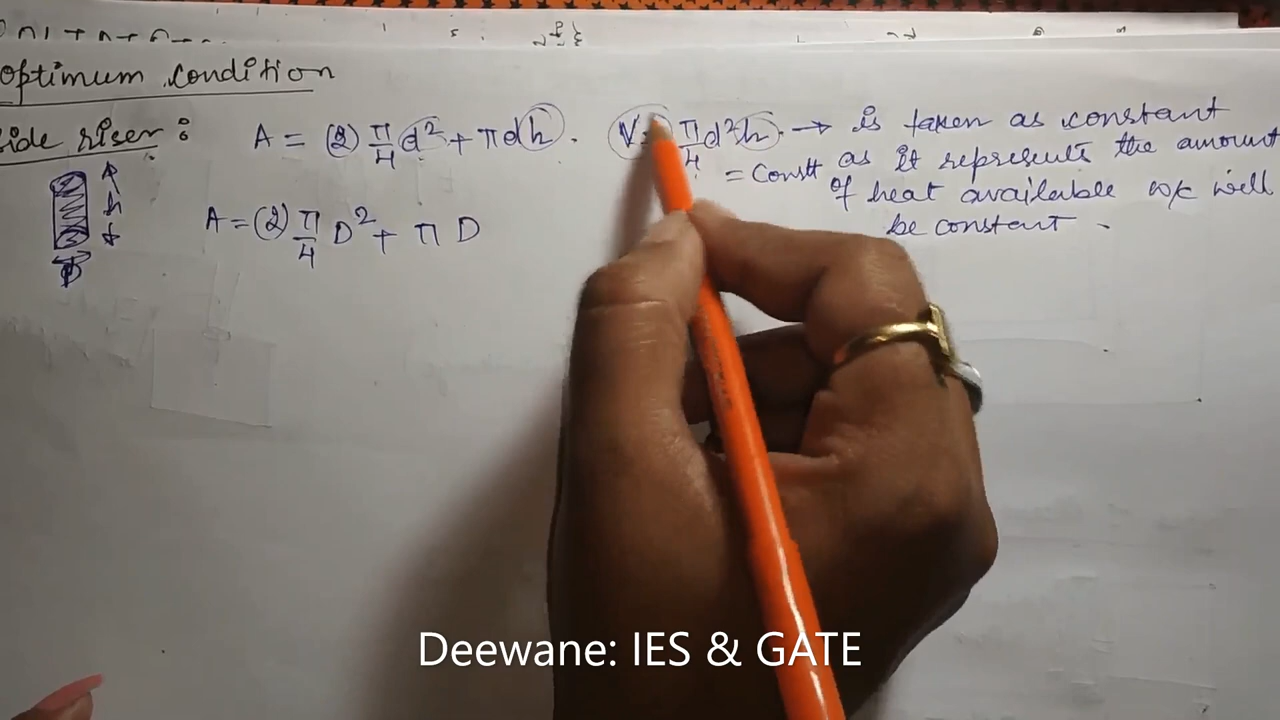 optimum condition
side riser :
A = (2) π/4 d² + πdh . V = π/4 d²h → is taken as constant
= Constt as it represents the amount
of heat available w/c will
be constant
h
D
A = (2) π/4 D² + π D
Deewane: IES & GATE